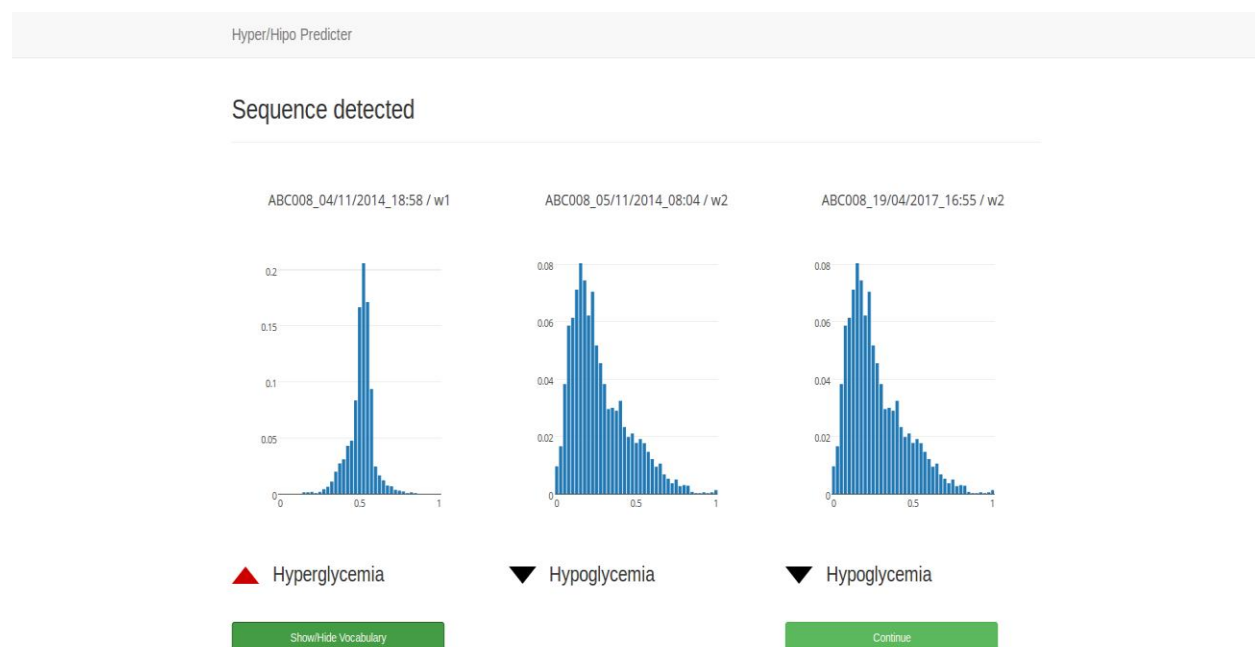 Hyper/Hipo Predicter
Sequence detected
ABC008_04/11/2014_18:58 / w1
ABC008_05/11/2014_08:04 / w2
ABC008_19/04/2017_16:55 / w2
0.2
0.15
0.1
0.05
0
0 0.5 1
0.08
0.06
0.04
0.02
0
0 0.5 1
0.08
0.06
0.04
0.02
0
0 0.5 1
Hyperglycemia
Hypoglycemia
Hypoglycemia
Show/Hide Vocabulary
Continue